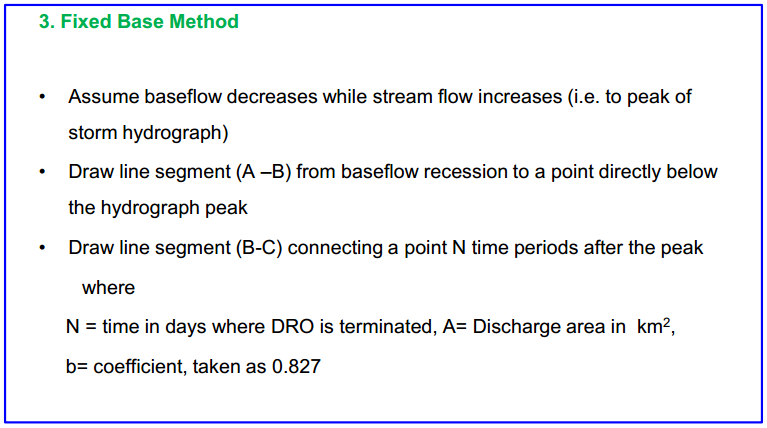 3. Fixed Base Method
• Assume baseflow decreases while stream flow increases (i.e. to peak of
storm hydrograph)
• Draw line segment (A –B) from baseflow recession to a point directly below
the hydrograph peak
• Draw line segment (B-C) connecting a point N time periods after the peak
where
N = time in days where DRO is terminated, A= Discharge area in km²,
b= coefficient, taken as 0.827